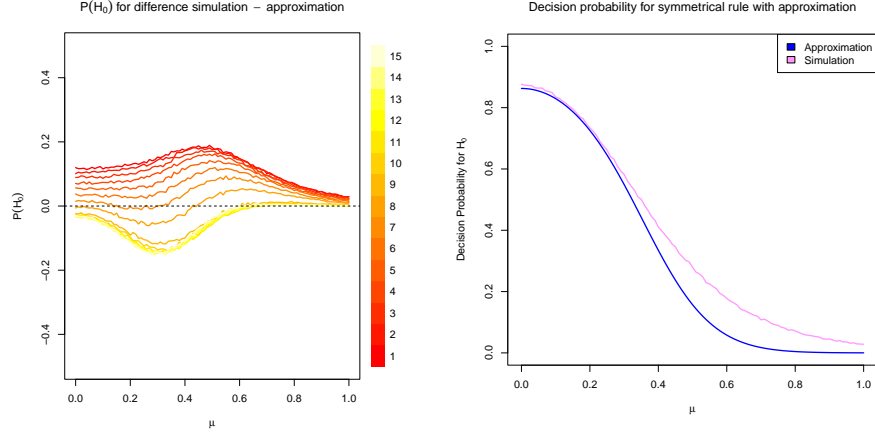 P(H₀) for difference simulation − approximation
P(H₀)
0.4
0.2
0.0
−0.2
−0.4
0.0 0.2 0.4 0.6 0.8 1.0
μ
15
14
13
12
11
10
9
8
7
6
5
4
3
2
1
Decision probability for symmetrical rule with approximation
Decision Probability for H₀
1.0
0.8
0.6
0.4
0.2
0.0
0.0 0.2 0.4 0.6 0.8 1.0
μ
Approximation
Simulation